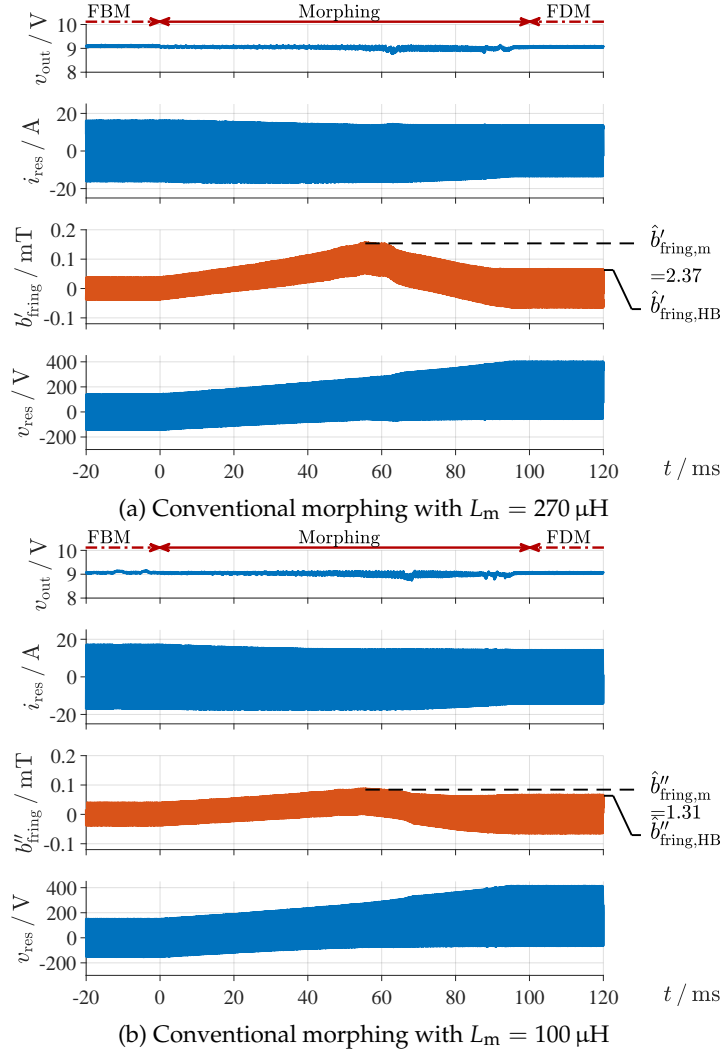 FBM Morphing FDM
v_out / V
10
9
8
i_res / A
20
0
-20
b′_fring / mT
0.2
0.1
0
-0.1
b̂′_fring,m
=2.37
b̂′_fring,HB
v_res / V
400
200
0
-200
-20 0 20 40 60 80 100 120 t / ms
(a) Conventional morphing with L_m = 270 µH
FBM Morphing FDM
v_out / V
10
9
8
i_res / A
20
0
-20
b″_fring / mT
0.2
0.1
0
-0.1
b̂″_fring,m
=1.31
b̂″_fring,HB
v_res / V
400
200
0
-200
-20 0 20 40 60 80 100 120 t / ms
(b) Conventional morphing with L_m = 100 µH